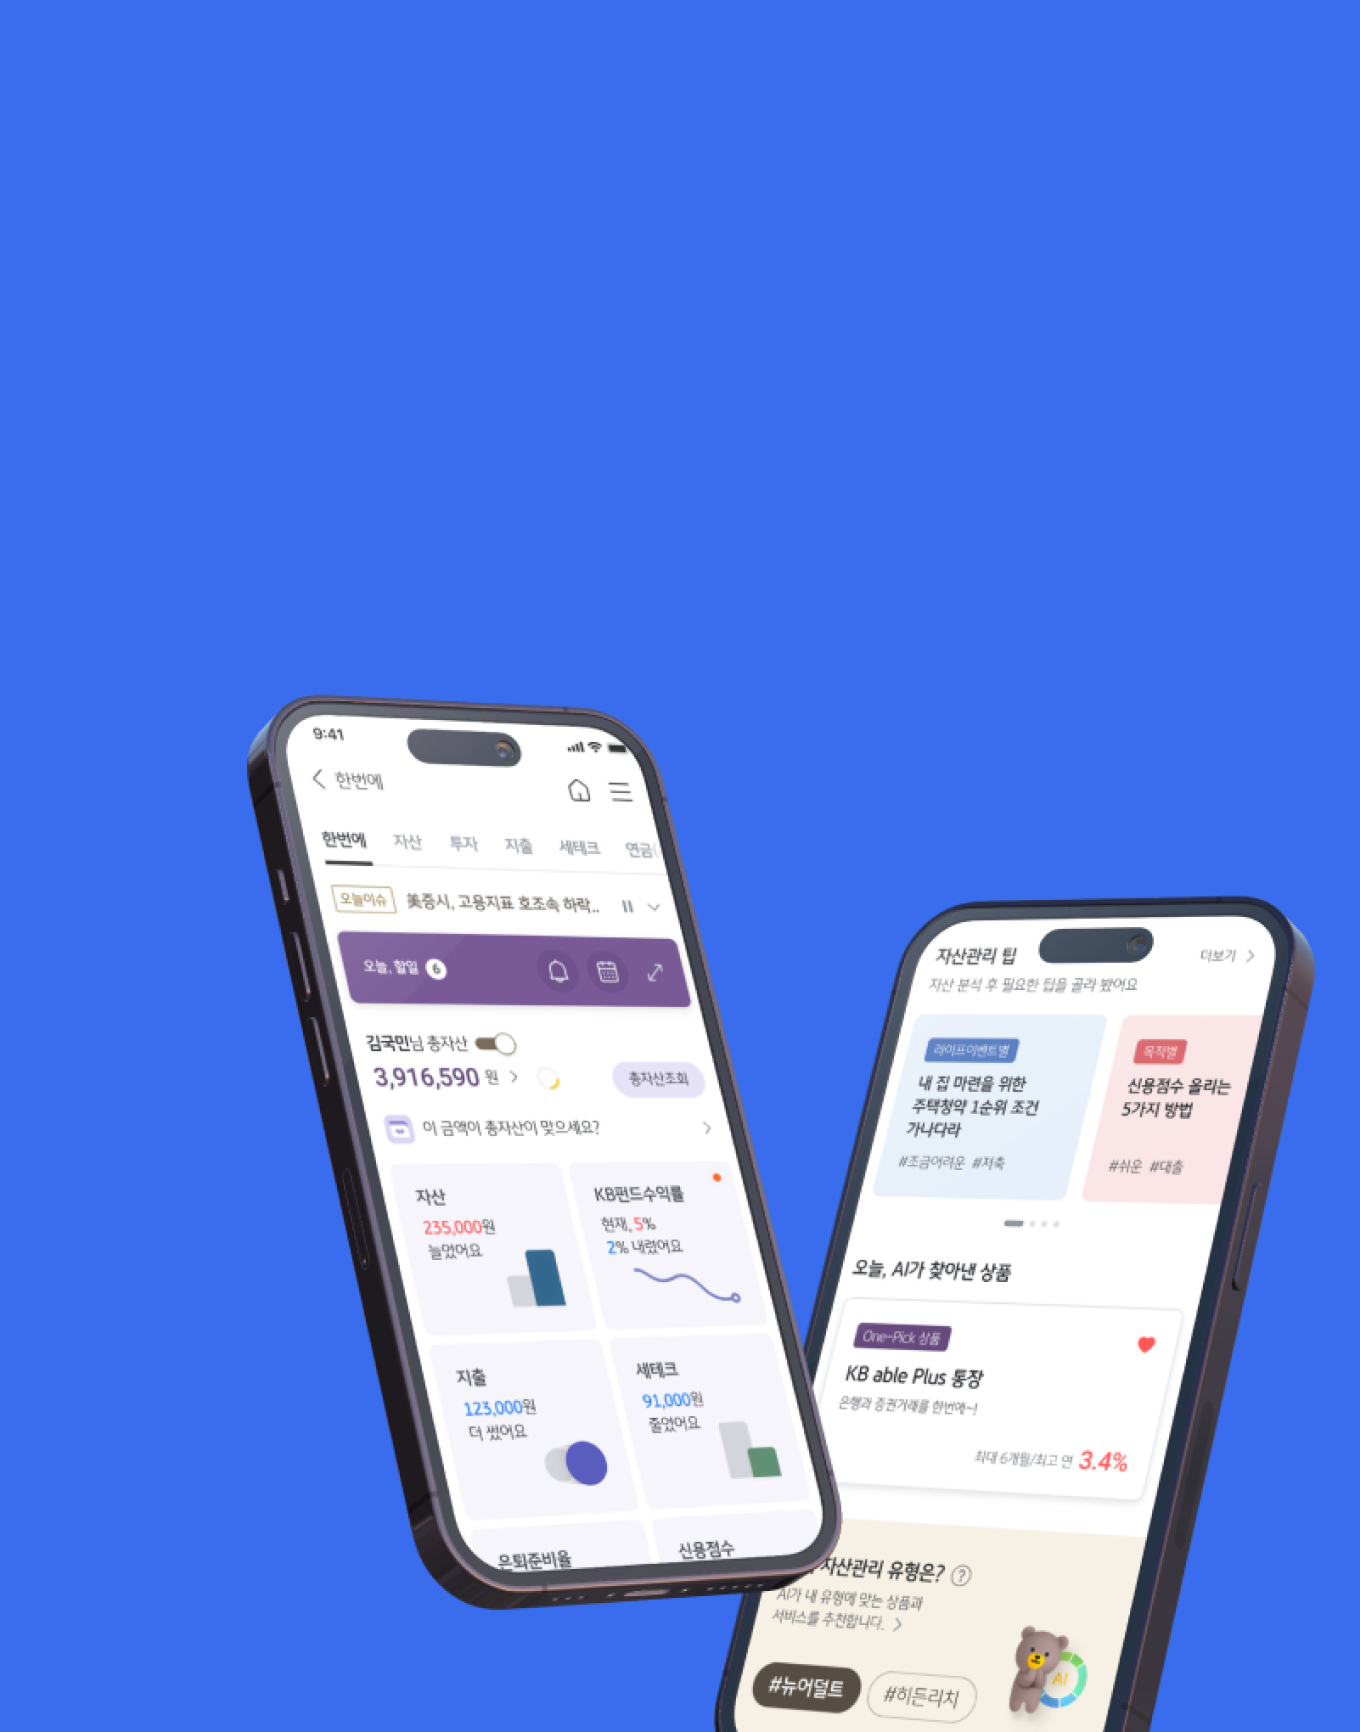 9:41
한번에
한번에 자산 투자 지출 세테크 연금
오늘이슈 美증시, 고용지표 호조속 하락..
오늘, 할일 6
김국민님 총자산
3,916,590 원
총자산조회
이 금액이 총자산이 맞으세요?
자산
235,000원
늘었어요
KB펀드수익률
현재, 5%
2% 내렸어요
지출
123,000원
더 썼어요
세테크
91,000원
줄었어요
은퇴준비율
신용점수
자산관리 팁
더보기
자산 분석 후 필요한 팁을 골라 봤어요
라이프이벤트별
내 집 마련을 위한
주택청약 1순위 조건
가나다라
#조금어려운 #저축
목적별
신용점수 올리는
5가지 방법
#쉬운 #대출
오늘, AI가 찾아낸 상품
One-Pick 상품
KB able Plus 통장
은행과 증권거래를 한번에~!
최대 6개월/최고 연 3.4%
자산관리 유형은? ?
AI가 내 유형에 맞는 상품과
서비스를 추천합니다.
AI
#뉴어덜트
#히든리치